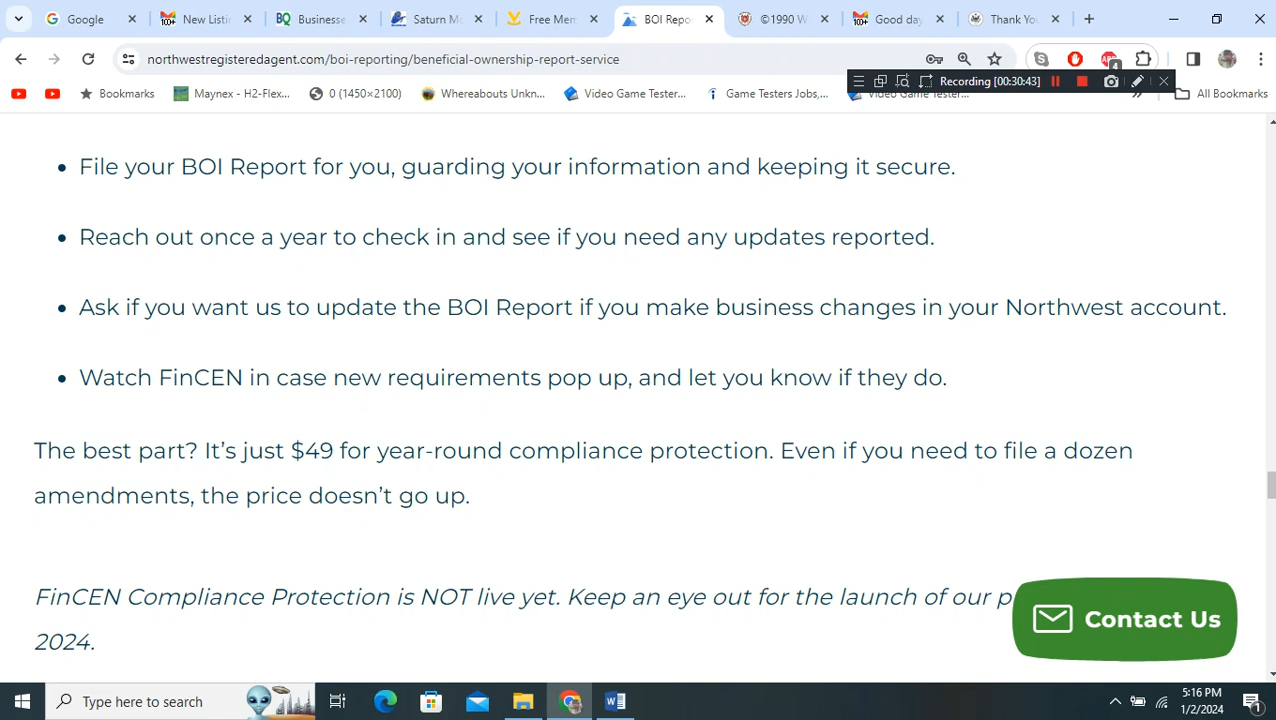 Google
New Listin
Business
Saturn Mo
Free Mem
BOI Repo
©1990 W
Good day
Thank You
northwestregisteredagent.com/boi-reporting/beneficial-ownership-report-service
4
Recording [00:30:43]
Bookmarks
Maynex - H2-Flex...
0 (1450×2100)
Whereabouts Unkn...
Video Game Tester...
Game Testers Jobs,...
Video Game Tester...
All Bookmarks
• File your BOI Report for you, guarding your information and keeping it secure.
• Reach out once a year to check in and see if you need any updates reported.
• Ask if you want us to update the BOI Report if you make business changes in your Northwest account.
• Watch FinCEN in case new requirements pop up, and let you know if they do.
The best part? It’s just $49 for year-round compliance protection. Even if you need to file a dozen
amendments, the price doesn’t go up.
FinCEN Compliance Protection is NOT live yet. Keep an eye out for the launch of our p
2024.
Contact Us
Type here to search
5:16 PM
1/2/2024
1